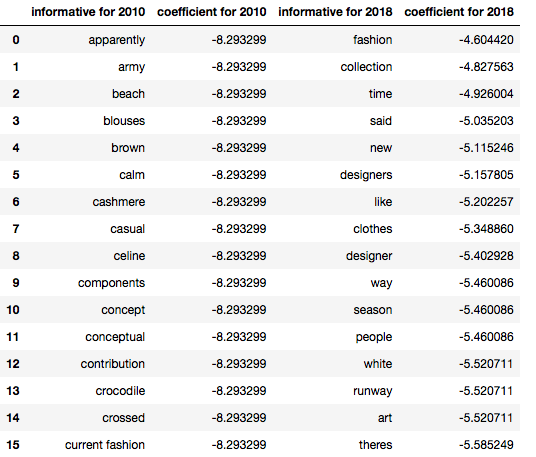 informative for 2010 coefficient for 2010 informative for 2018 coefficient for 2018
0 apparently -8.293299 fashion -4.604420
1 army -8.293299 collection -4.827563
2 beach -8.293299 time -4.926004
3 blouses -8.293299 said -5.035203
4 brown -8.293299 new -5.115246
5 calm -8.293299 designers -5.157805
6 cashmere -8.293299 like -5.202257
7 casual -8.293299 clothes -5.348860
8 celine -8.293299 designer -5.402928
9 components -8.293299 way -5.460086
10 concept -8.293299 season -5.460086
11 conceptual -8.293299 people -5.460086
12 contribution -8.293299 white -5.520711
13 crocodile -8.293299 runway -5.520711
14 crossed -8.293299 art -5.520711
15 current fashion -8.293299 theres -5.585249